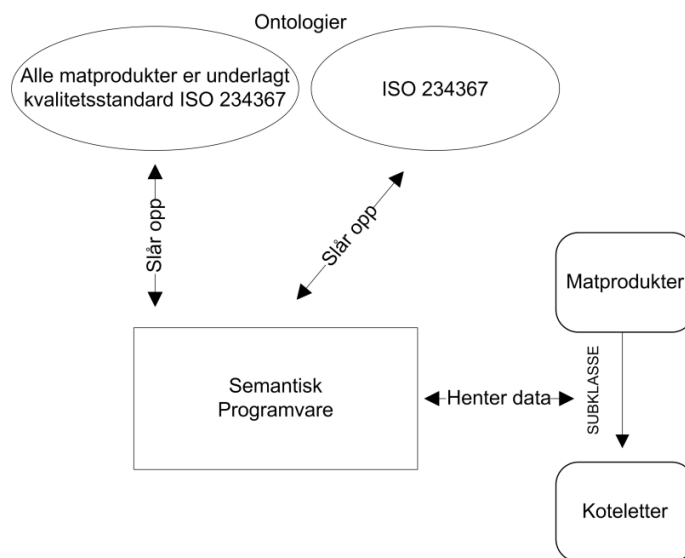 Ontologier
Alle matprodukter er underlagt
kvalitetsstandard ISO 234367
ISO 234367
Slår opp
Slår opp
Matprodukter
Semantisk
Programvare
Henter data
SUBKLASSE
Koteletter